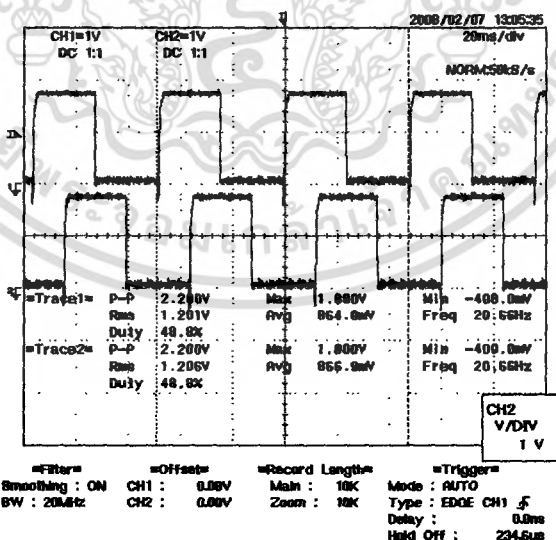 2008/02/07 13:05:35
CH1=1V CH2=1V 20ms/div
DC 1:1 DC 1:1
NORM:50kS/s
=Trace1= P-P 2.200V Max 1.800V Min -400.0mV
Rms 1.201V Avg 864.0mV Freq 20.66Hz
Duty 48.8%
=Trace2= P-P 2.200V Max 1.800V Min -400.0mV
Rms 1.206V Avg 866.9mV Freq 20.66Hz
Duty 48.8%
CH2
V/DIV
1 V
=Filter= =Offset= =Record Length= =Trigger=
Smoothing : ON CH1 : 0.00V Main : 10K Mode : AUTO
BW : 20MHz CH2 : 0.00V Zoom : 10K Type : EDGE CH1
Delay : 0.0ns
Hold Off : 234.6us